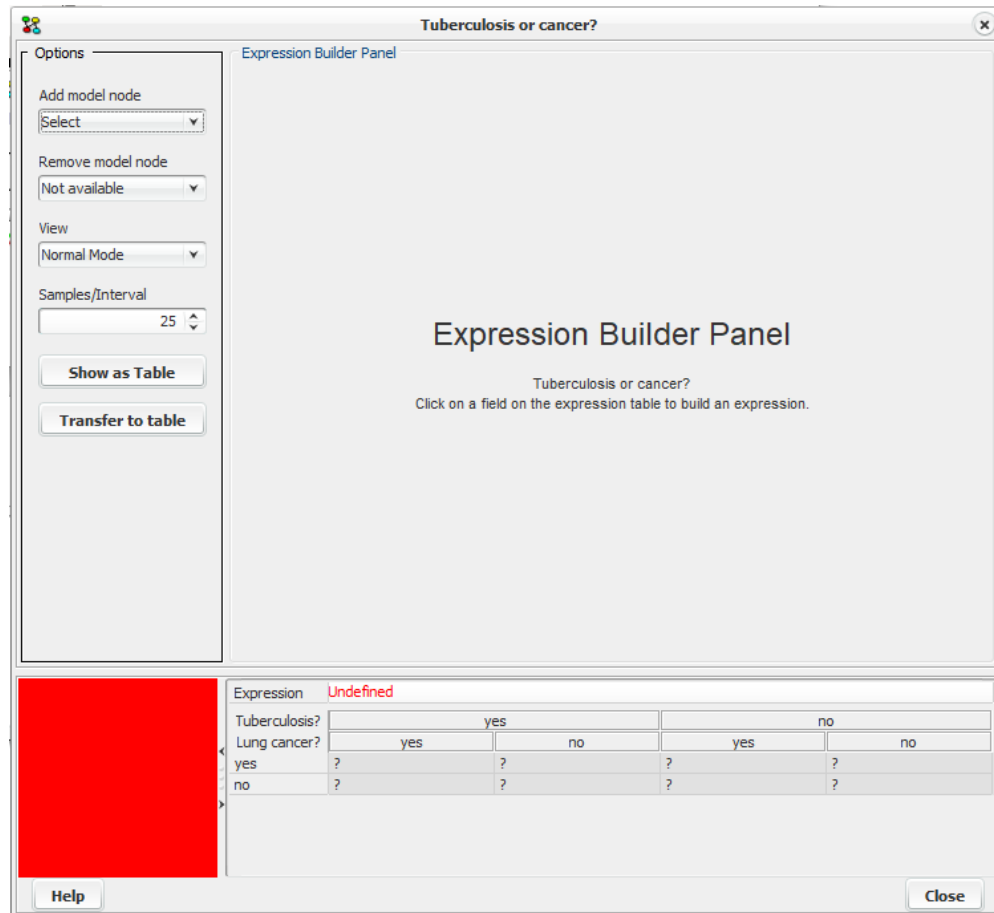 Tuberculosis or cancer?
Options
Add model node
Select
Remove model node
Not available
View
Normal Mode
Samples/Interval
25
Show as Table
Transfer to table
Expression Builder Panel
Expression Builder Panel
Tuberculosis or cancer?
Click on a field on the expression table to build an expression.
Expression Undefined
Tuberculosis? yes no
Lung cancer? yes no yes no
yes ? ? ? ?
no ? ? ? ?
Help Close